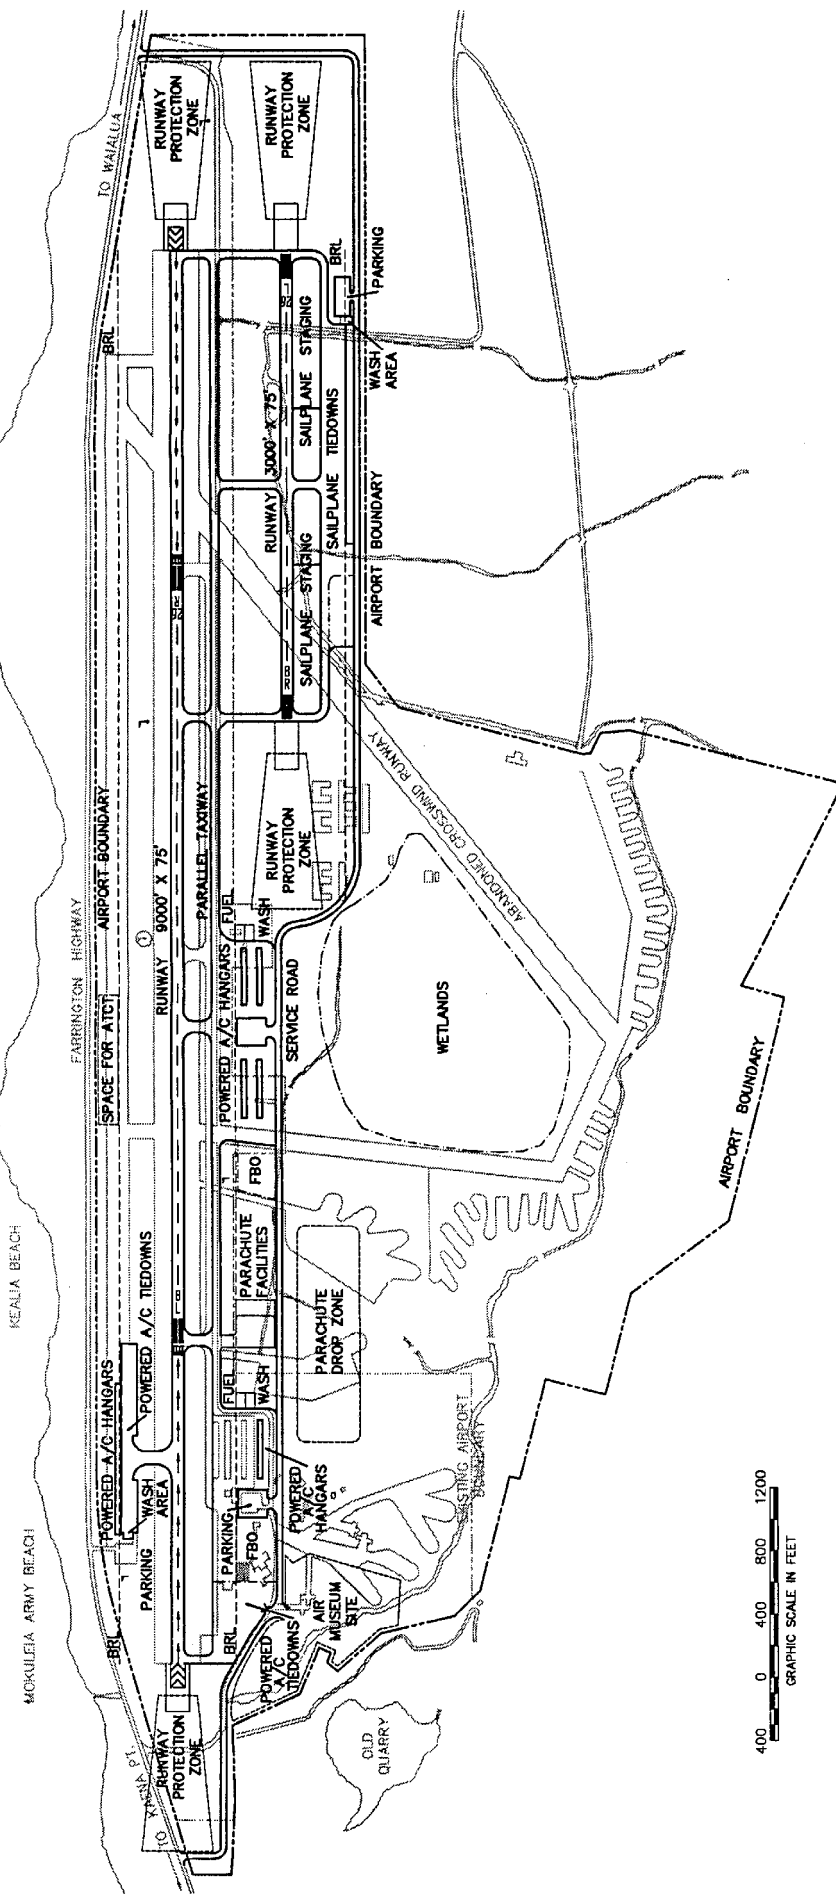 MOKULEIA ARMY BEACH
KEALIA BEACH
FARRINGTON HIGHWAY
TO WAIALUA
TO KAENA PT.
RUNWAY
PROTECTION
ZONE
BRL
PARKING
WASH
AREA
POWERED A/C HANGARS
POWERED A/C TIEDOWNS
SPACE FOR ATCT
AIRPORT BOUNDARY
BRL
RUNWAY 9000' X 75'
1
8
L
26
R
PARALLEL TAXIWAY
RUNWAY
PROTECTION
ZONE
BRL
PARKING
FBO
FUEL
WASH
PARACHUTE
FACILITIES
FBO
POWERED A/C HANGARS
FUEL
WASH
SERVICE ROAD
RUNWAY
PROTECTION
ZONE
RUNWAY 3000' X 75'
8
R
26
L
SAILPLANE STAGING
SAILPLANE STAGING
SAILPLANE TIEDOWNS
RUNWAY
PROTECTION
ZONE
BRL
PARKING
WASH
AREA
AIRPORT BOUNDARY
POWERED
A/C
TIEDOWNS
AIR
MUSEUM
SITE
POWERED
A/C
HANGARS
PARACHUTE
DROP ZONE
OLD
QUARRY
EXISTING AIRPORT
BOUNDARY
WETLANDS
ABANDONED CROSSWIND RUNWAY
AIRPORT BOUNDARY
400 0 400 800 1200
GRAPHIC SCALE IN FEET